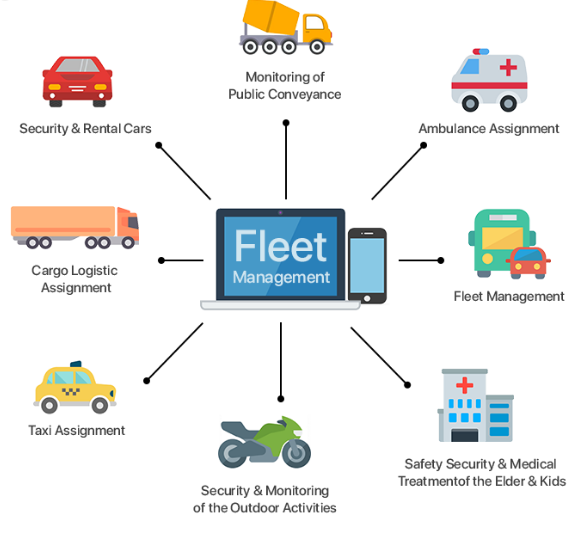 Monitoring of
Public Conveyance
Security & Rental Cars
Ambulance Assignment
Fleet
Management
Cargo Logistic
Assignment
Fleet Management
Taxi Assignment
Safety Security & Medical
Treatmentof the Elder & Kids
Security & Monitoring
of the Outdoor Activities